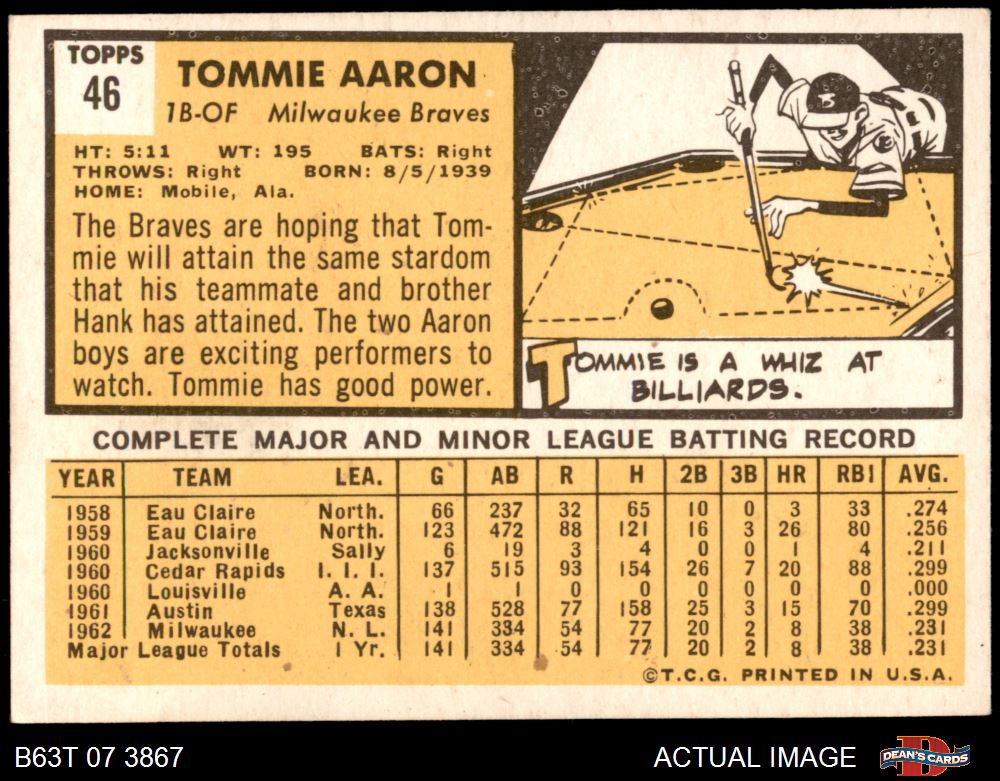 TOPPS
46
TOMMIE AARON
1B-OF Milwaukee Braves
HT: 5:11 WT: 195 BATS: Right
THROWS: Right BORN: 8/5/1939
HOME: Mobile, Ala.
The Braves are hoping that Tom-
mie will attain the same stardom
that his teammate and brother
Hank has attained. The two Aaron
boys are exciting performers to
watch. Tommie has good power.
B
TOMMIE IS A WHIZ AT
BILLIARDS.
COMPLETE MAJOR AND MINOR LEAGUE BATTING RECORD
YEAR TEAM LEA. G AB R H 2B 3B HR RBI AVG.
1958 Eau Claire North. 66 237 32 65 10 0 3 33 .274
1959 Eau Claire North. 123 472 88 121 16 3 26 80 .256
1960 Jacksonville Sally 6 19 3 4 0 0 1 4 .211
1960 Cedar Rapids I. I. I. 137 515 93 154 26 7 20 88 .299
1960 Louisville A. A. 1 1 0 0 0 0 0 0 .000
1961 Austin Texas 138 528 77 158 25 3 15 70 .299
1962 Milwaukee N. L. 141 334 54 77 20 2 8 38 .231
Major League Totals 1 Yr. 141 334 54 77 20 2 8 38 .231
©T.C.G. PRINTED IN U.S.A.
B63T 07 3867 ACTUAL IMAGE DEAN'S CARDS